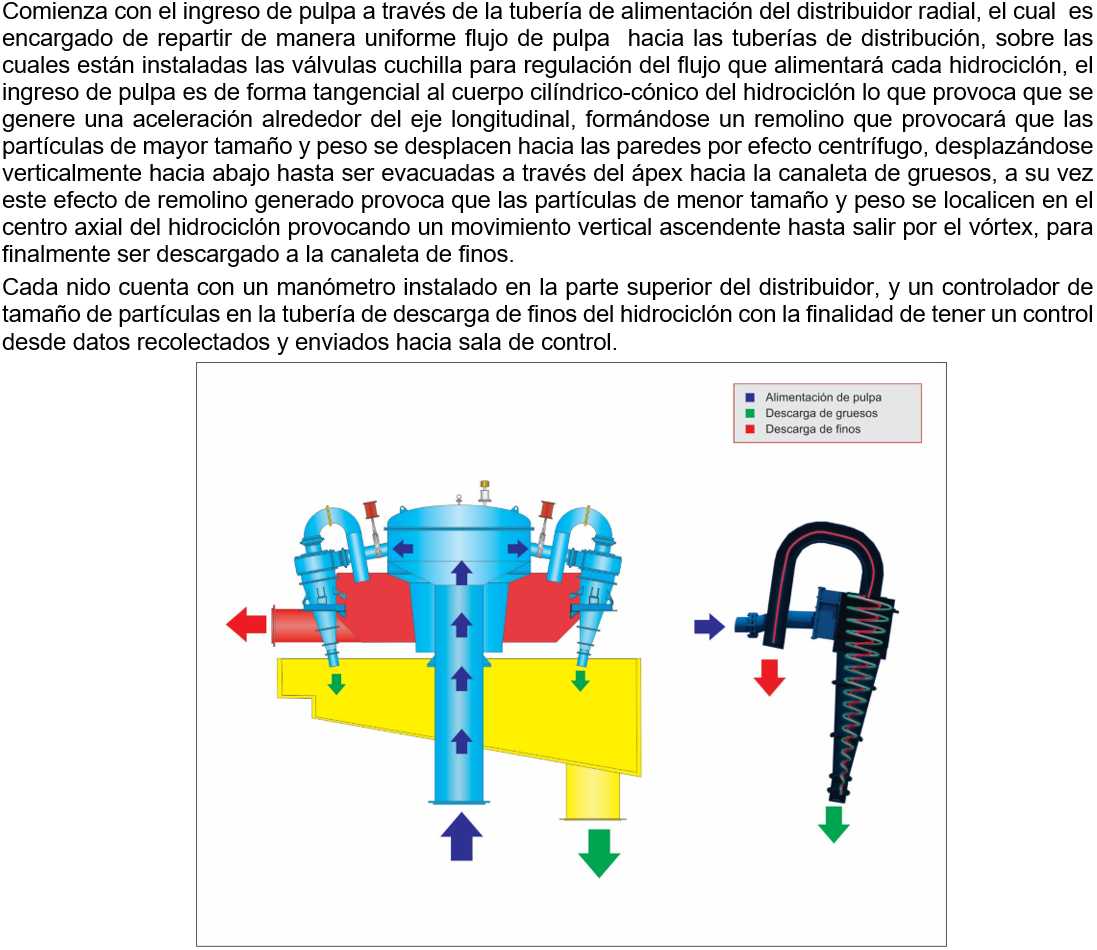 Comienza con el ingreso de pulpa a través de la tubería de alimentación del distribuidor radial, el cual es
encargado de repartir de manera uniforme flujo de pulpa hacia las tuberías de distribución, sobre las
cuales están instaladas las válvulas cuchilla para regulación del flujo que alimentará cada hidrociclón, el
ingreso de pulpa es de forma tangencial al cuerpo cilíndrico-cónico del hidrociclón lo que provoca que se
genere una aceleración alrededor del eje longitudinal, formándose un remolino que provocará que las
partículas de mayor tamaño y peso se desplacen hacia las paredes por efecto centrífugo, desplazándose
verticalmente hacia abajo hasta ser evacuadas a través del ápex hacia la canaleta de gruesos, a su vez
este efecto de remolino generado provoca que las partículas de menor tamaño y peso se localicen en el
centro axial del hidrociclón provocando un movimiento vertical ascendente hasta salir por el vórtex, para
finalmente ser descargado a la canaleta de finos.
Cada nido cuenta con un manómetro instalado en la parte superior del distribuidor, y un controlador de
tamaño de partículas en la tubería de descarga de finos del hidrociclón con la finalidad de tener un control
desde datos recolectados y enviados hacia sala de control.
Alimentación de pulpa
Descarga de gruesos
Descarga de finos